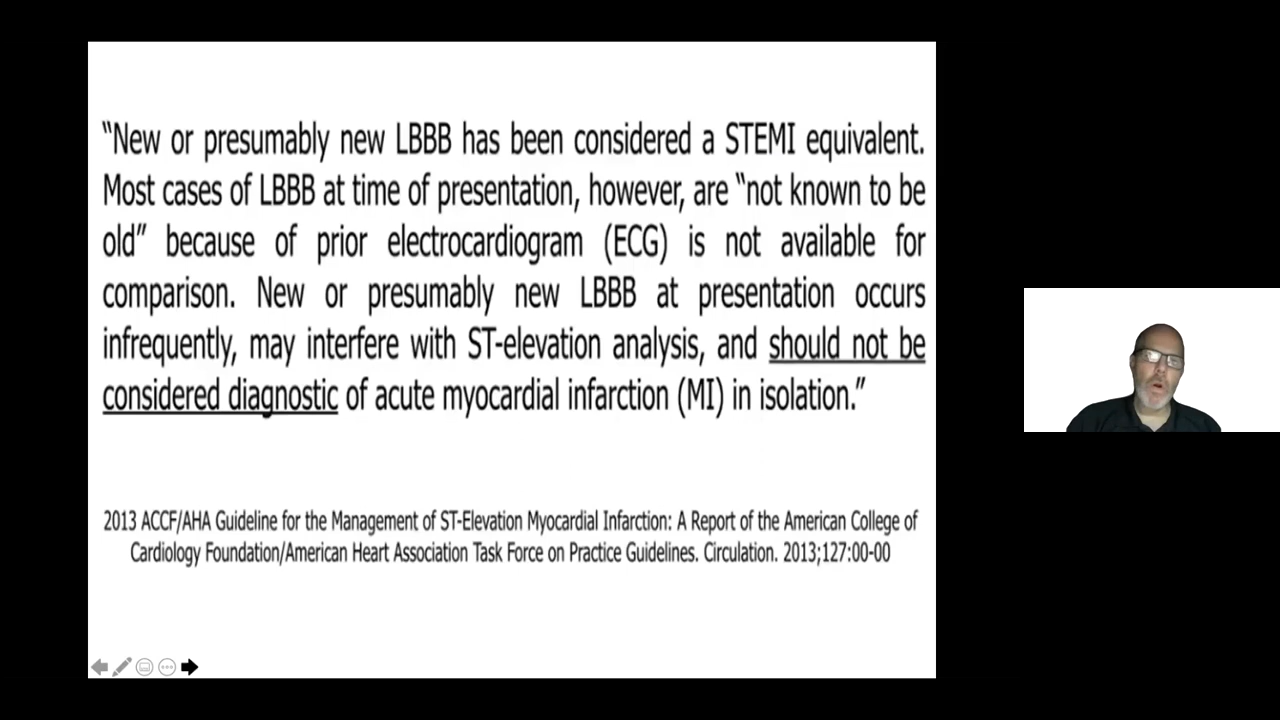 “New or presumably new LBBB has been considered a STEMI equivalent.
Most cases of LBBB at time of presentation, however, are “not known to be
old” because of prior electrocardiogram (ECG) is not available for
comparison. New or presumably new LBBB at presentation occurs
infrequently, may interfere with ST-elevation analysis, and should not be
considered diagnostic of acute myocardial infarction (MI) in isolation.”
2013 ACCF/AHA Guideline for the Management of ST-Elevation Myocardial Infarction: A Report of the American College of
Cardiology Foundation/American Heart Association Task Force on Practice Guidelines. Circulation. 2013;127:00-00